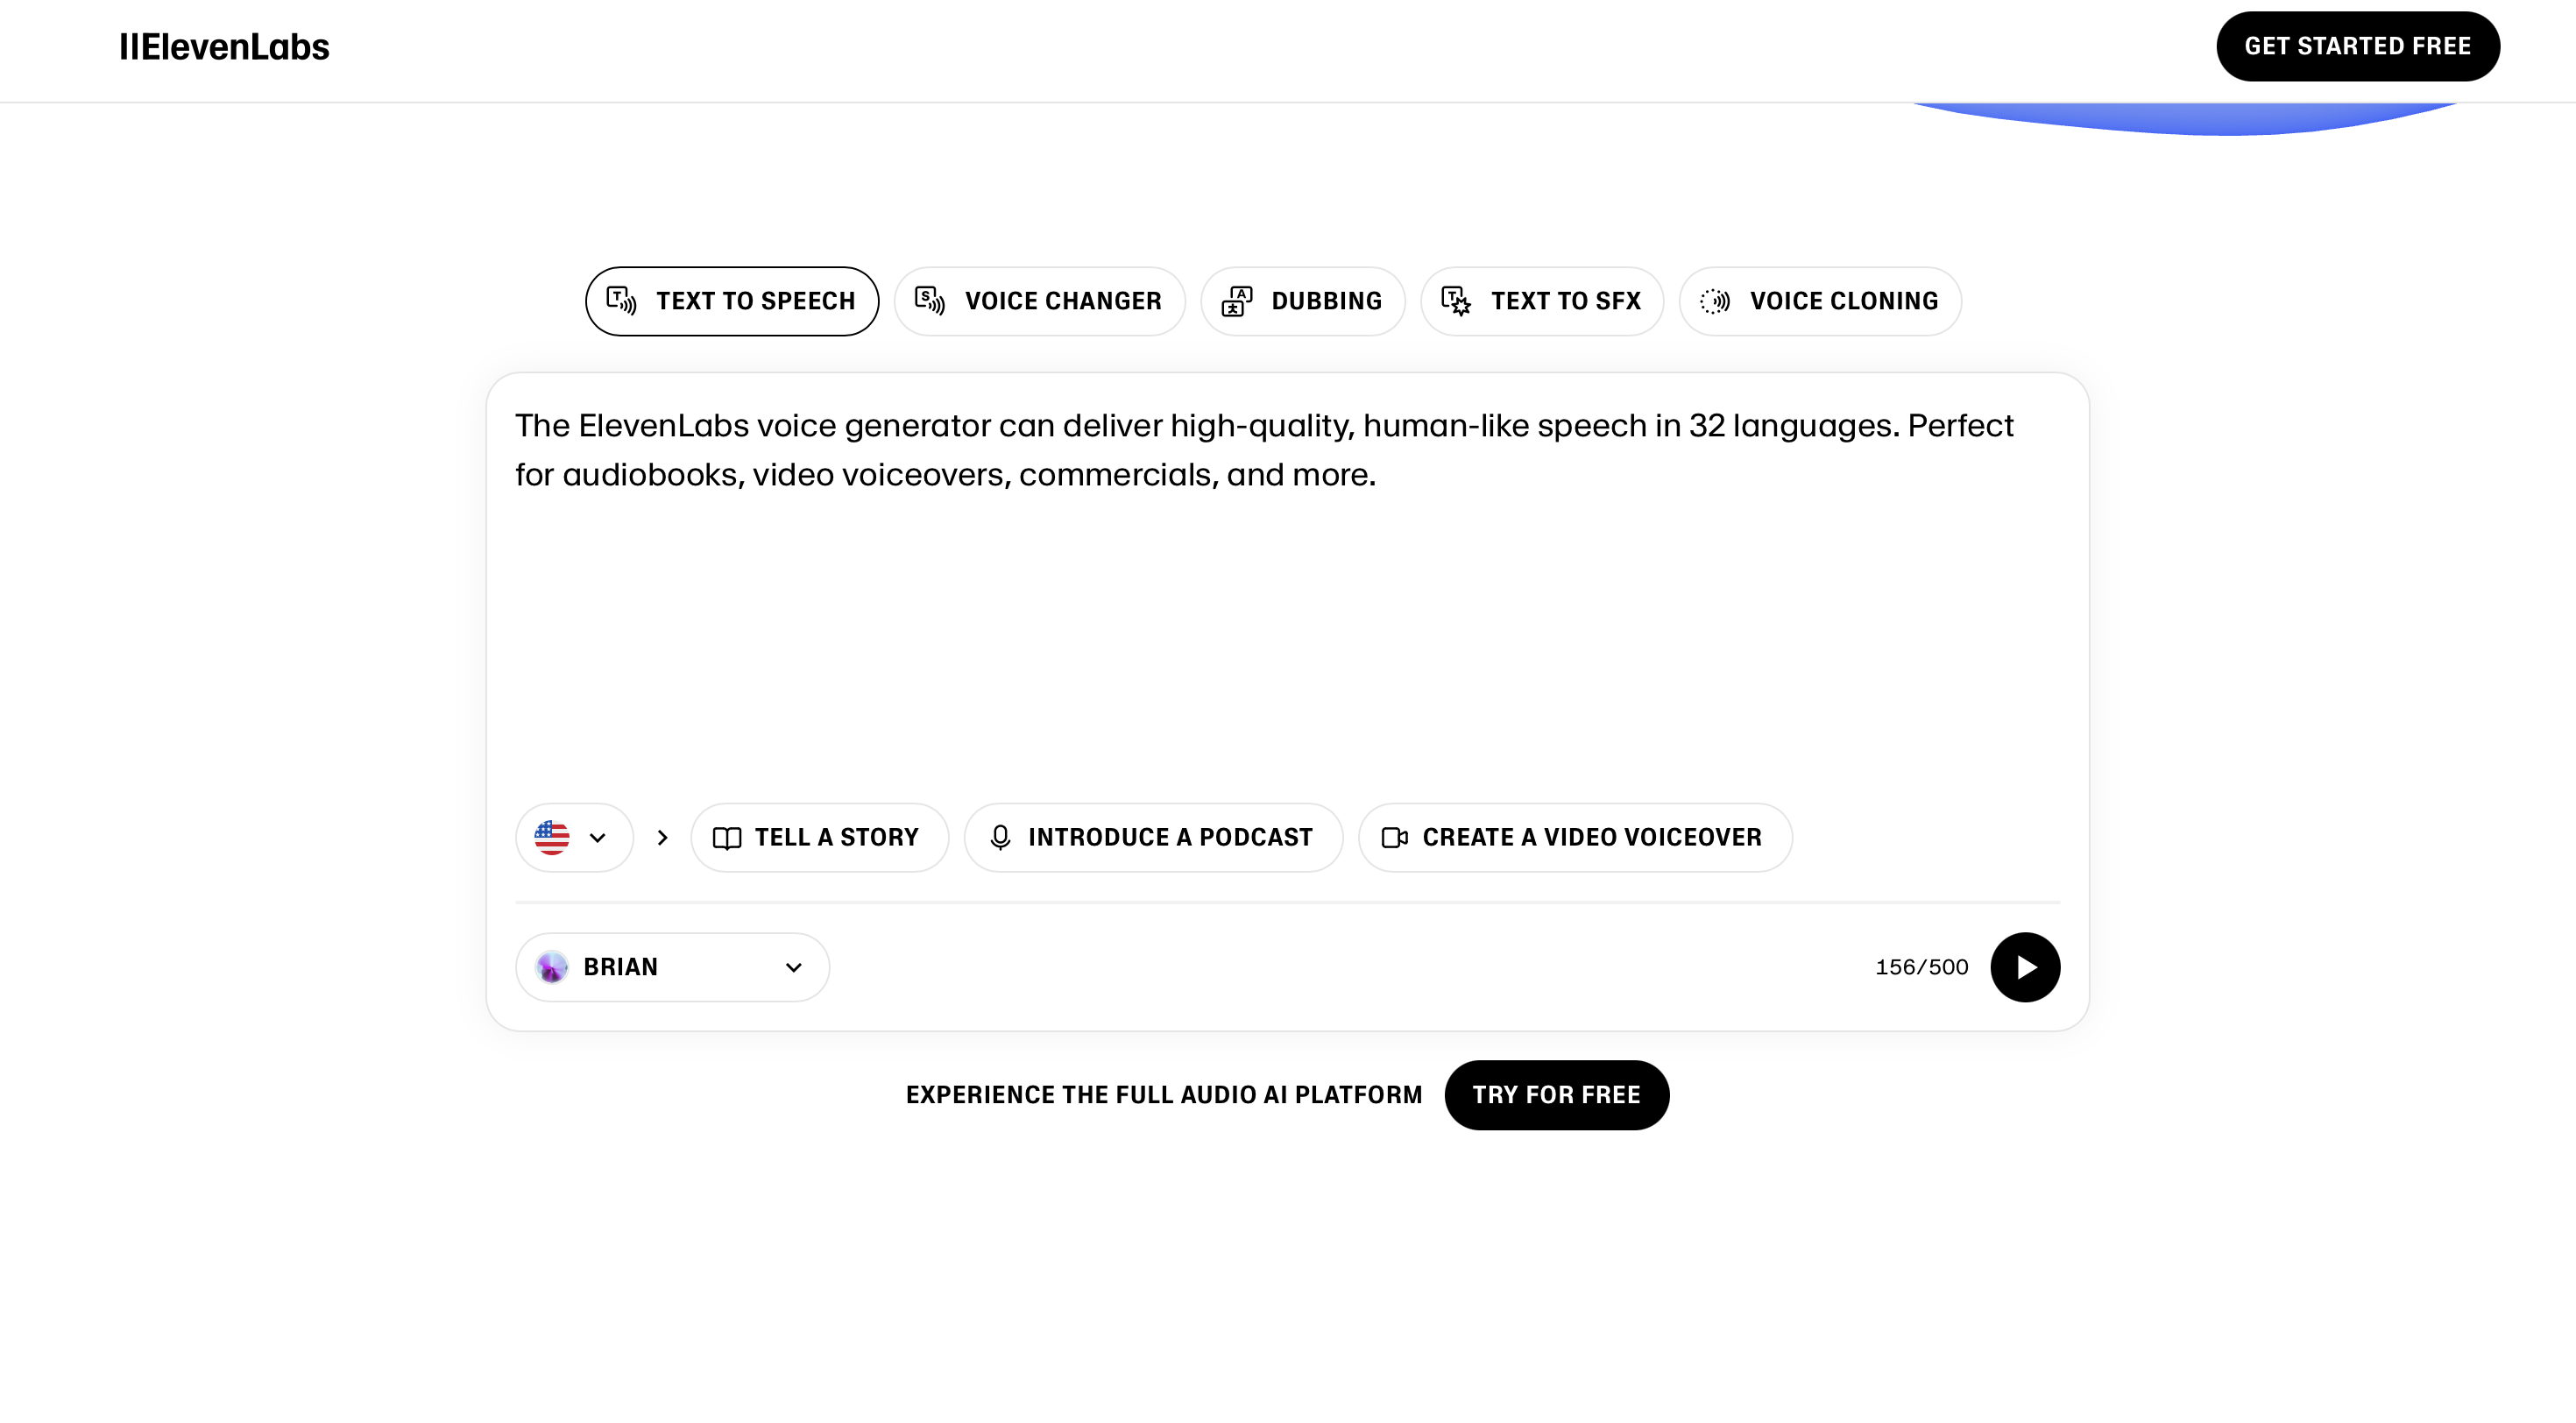 IIElevenLabs
GET STARTED FREE
TEXT TO SPEECH
VOICE CHANGER
DUBBING
TEXT TO SFX
VOICE CLONING
The ElevenLabs voice generator can deliver high-quality, human-like speech in 32 languages. Perfect
for audiobooks, video voiceovers, commercials, and more.
TELL A STORY
INTRODUCE A PODCAST
CREATE A VIDEO VOICEOVER
BRIAN
156/500
EXPERIENCE THE FULL AUDIO AI PLATFORM
TRY FOR FREE